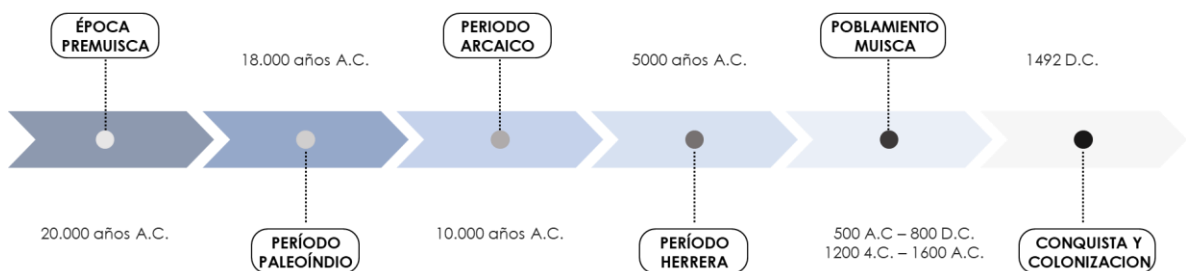 ÉPOCA
PREMUISCA
18.000 años A.C.
PERIODO
ARCAICO
5000 años A.C.
POBLAMIENTO
MUISCA
1492 D.C.
20.000 años A.C.
PERÍODO
PALEOÍNDIO
10.000 años A.C.
PERÍODO
HERRERA
500 A.C – 800 D.C.
1200 4.C. – 1600 A.C.
CONQUISTA Y
COLONIZACION